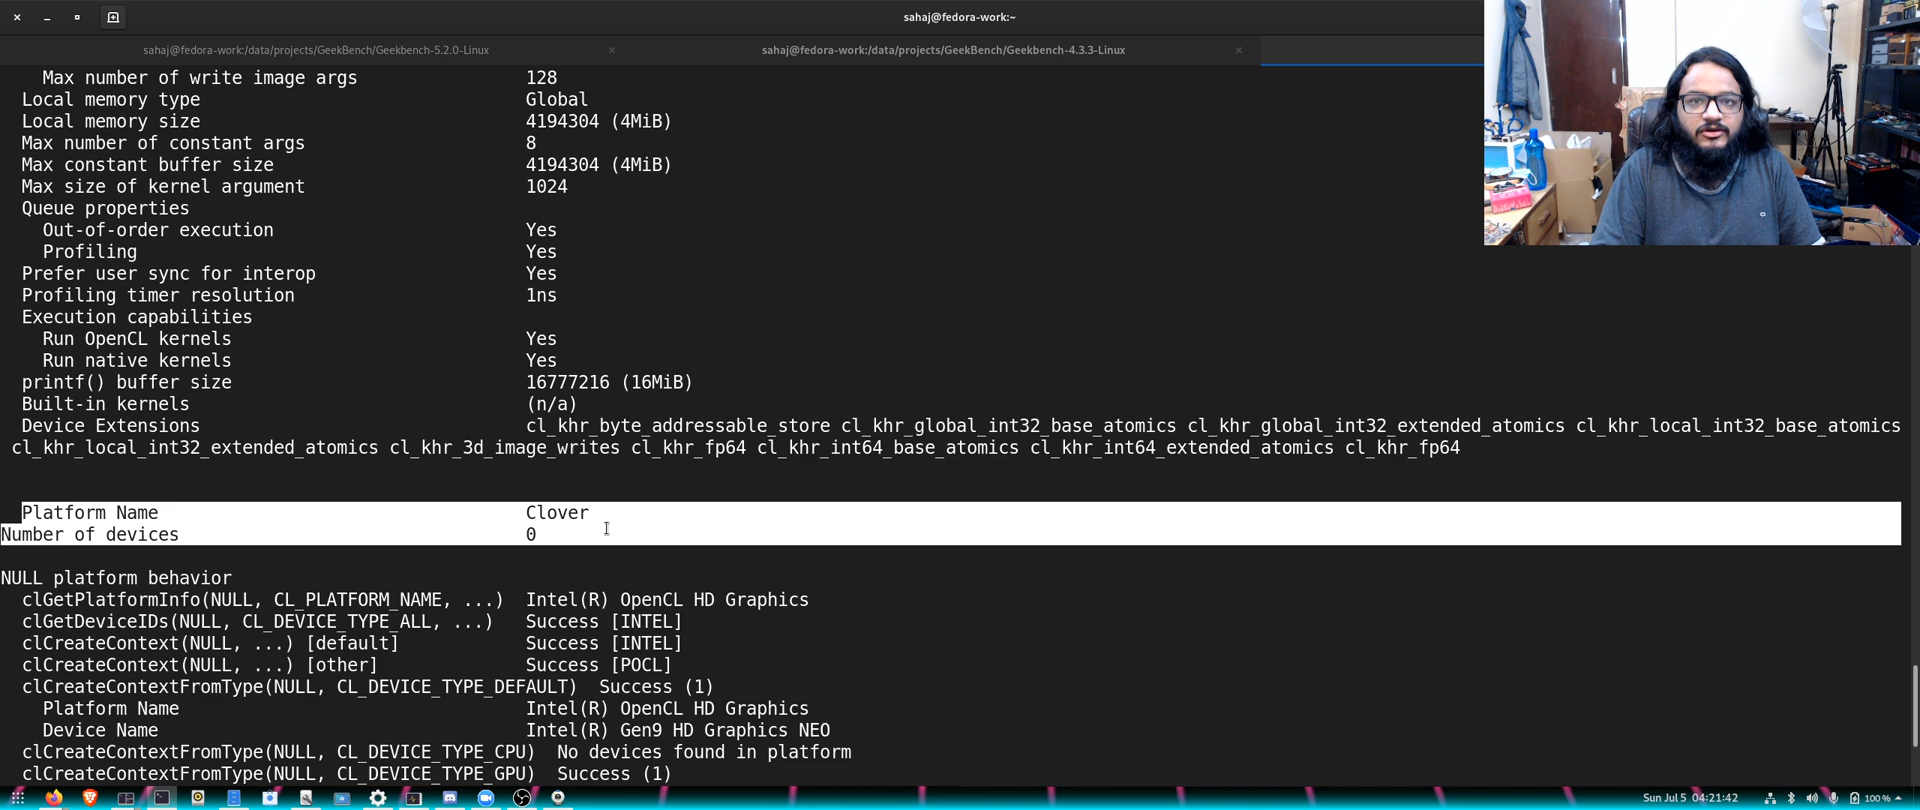 sahaj@fedora-work:~
sahaj@fedora-work:/data/projects/GeekBench/Geekbench-5.2.0-Linux
sahaj@fedora-work:/data/projects/GeekBench/Geekbench-4.3.3-Linux
Max number of write image args 128
Local memory type Global
Local memory size 4194304 (4MiB)
Max number of constant args 8
Max constant buffer size 4194304 (4MiB)
Max size of kernel argument 1024
Queue properties
Out-of-order execution Yes
Profiling Yes
Prefer user sync for interop Yes
Profiling timer resolution 1ns
Execution capabilities
Run OpenCL kernels Yes
Run native kernels Yes
printf() buffer size 16777216 (16MiB)
Built-in kernels (n/a)
Device Extensions cl_khr_byte_addressable_store cl_khr_global_int32_base_atomics cl_khr_global_int32_extended_atomics cl_khr_local_int32_base_atomics
cl_khr_local_int32_extended_atomics cl_khr_3d_image_writes cl_khr_fp64 cl_khr_int64_base_atomics cl_khr_int64_extended_atomics cl_khr_fp64
Platform Name Clover
Number of devices 0
NULL platform behavior
clGetPlatformInfo(NULL, CL_PLATFORM_NAME, ...) Intel(R) OpenCL HD Graphics
clGetDeviceIDs(NULL, CL_DEVICE_TYPE_ALL, ...) Success [INTEL]
clCreateContext(NULL, ...) [default] Success [INTEL]
clCreateContext(NULL, ...) [other] Success [POCL]
clCreateContextFromType(NULL, CL_DEVICE_TYPE_DEFAULT) Success (1)
Platform Name Intel(R) OpenCL HD Graphics
Device Name Intel(R) Gen9 HD Graphics NEO
clCreateContextFromType(NULL, CL_DEVICE_TYPE_CPU) No devices found in platform
clCreateContextFromType(NULL, CL_DEVICE_TYPE_GPU) Success (1)
Sun Jul 5 04:21:42
100 %